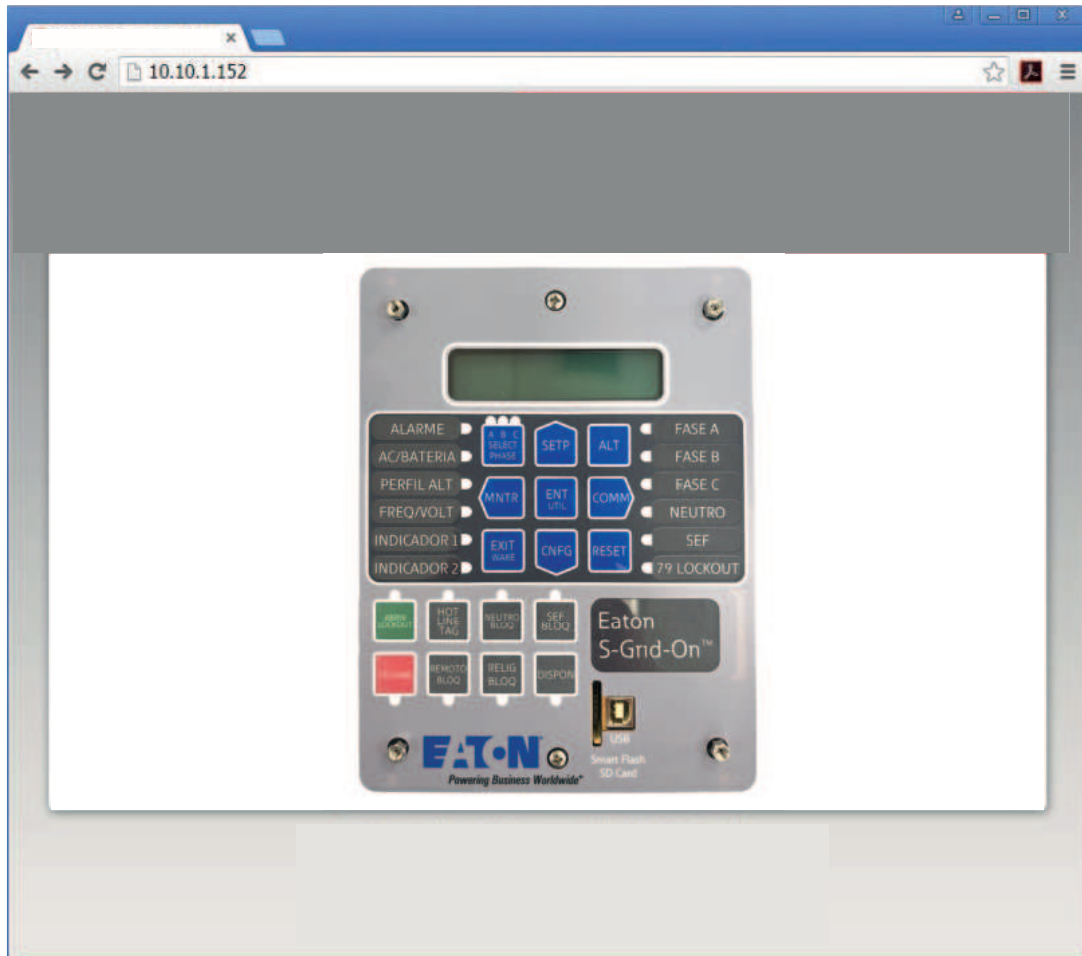 10.10.1.152
ALARME
AC/BATERIA
PERFIL ALT
FREQ/VOLT
INDICADOR 1
INDICADOR 2
A B C
SELECT
PHASE
SETP
ALT
MNTR
ENT
UTIL
COMM
EXIT
WAKE
CNFG
RESET
FASE A
FASE B
FASE C
NEUTRO
SEF
79 LOCKOUT
LOCKOUT
HOT
LINE
TAG
NEUTRO
BLOQ
SEF
BLOQ
REMOTO
BLOQ
RELIG
BLOQ
DISPON
Eaton
S-Grid-On™
USB
Smart Flash
SD Card
EATON
Powering Business Worldwide